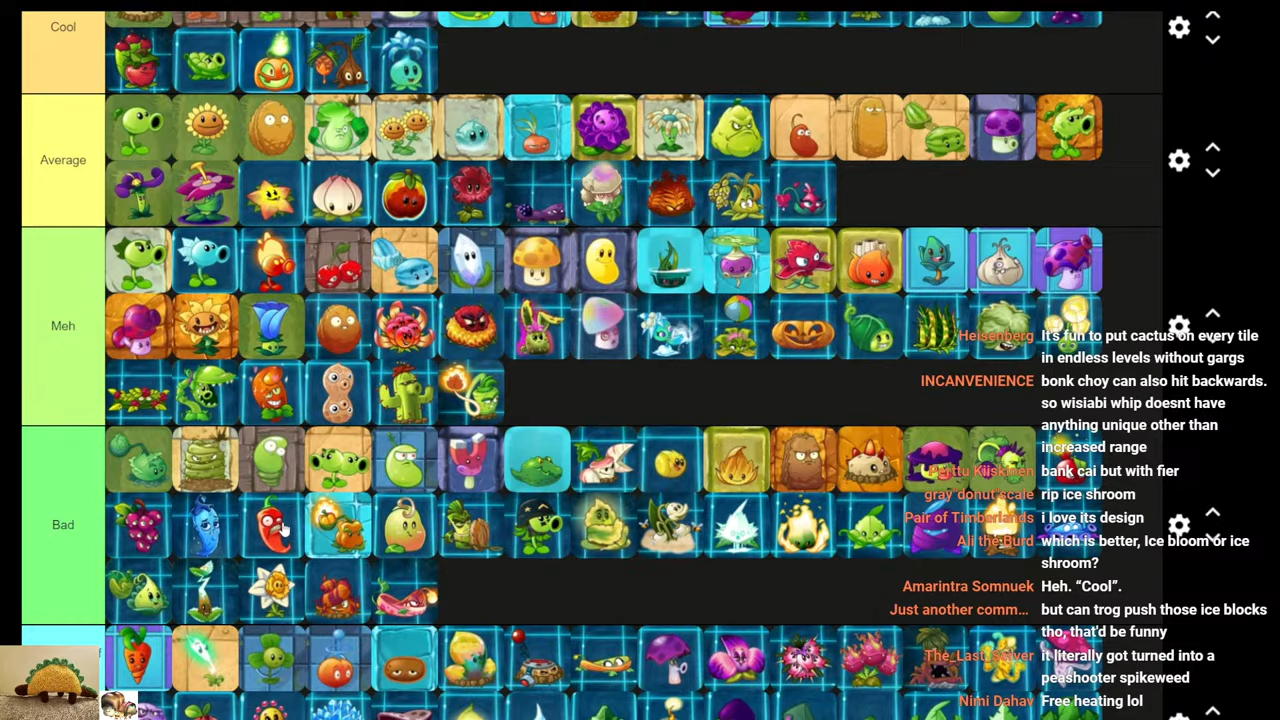 Cool
Average
Meh
Heisenberg It's fun to put cactus on every tile
in endless levels without gargs
INCANVENIENCE bonk choy can also hit backwards.
so wisiabi whip doesnt have
anything unique other than
increased range
Perttu Kiiskinen bank cai but with fier
gray donut scale rip ice shroom
Pair of Timberlands i love its design
Bad
Ali the Burd which is better, Ice bloom or ice
shroom?
Amarintra Somnuek Heh. “Cool”.
Just another comm... but can trog push those ice blocks
tho, that'd be funny
The_Last_Sniver it literally got turned into a
peashooter spikeweed
Nimi Dahav Free heating lol